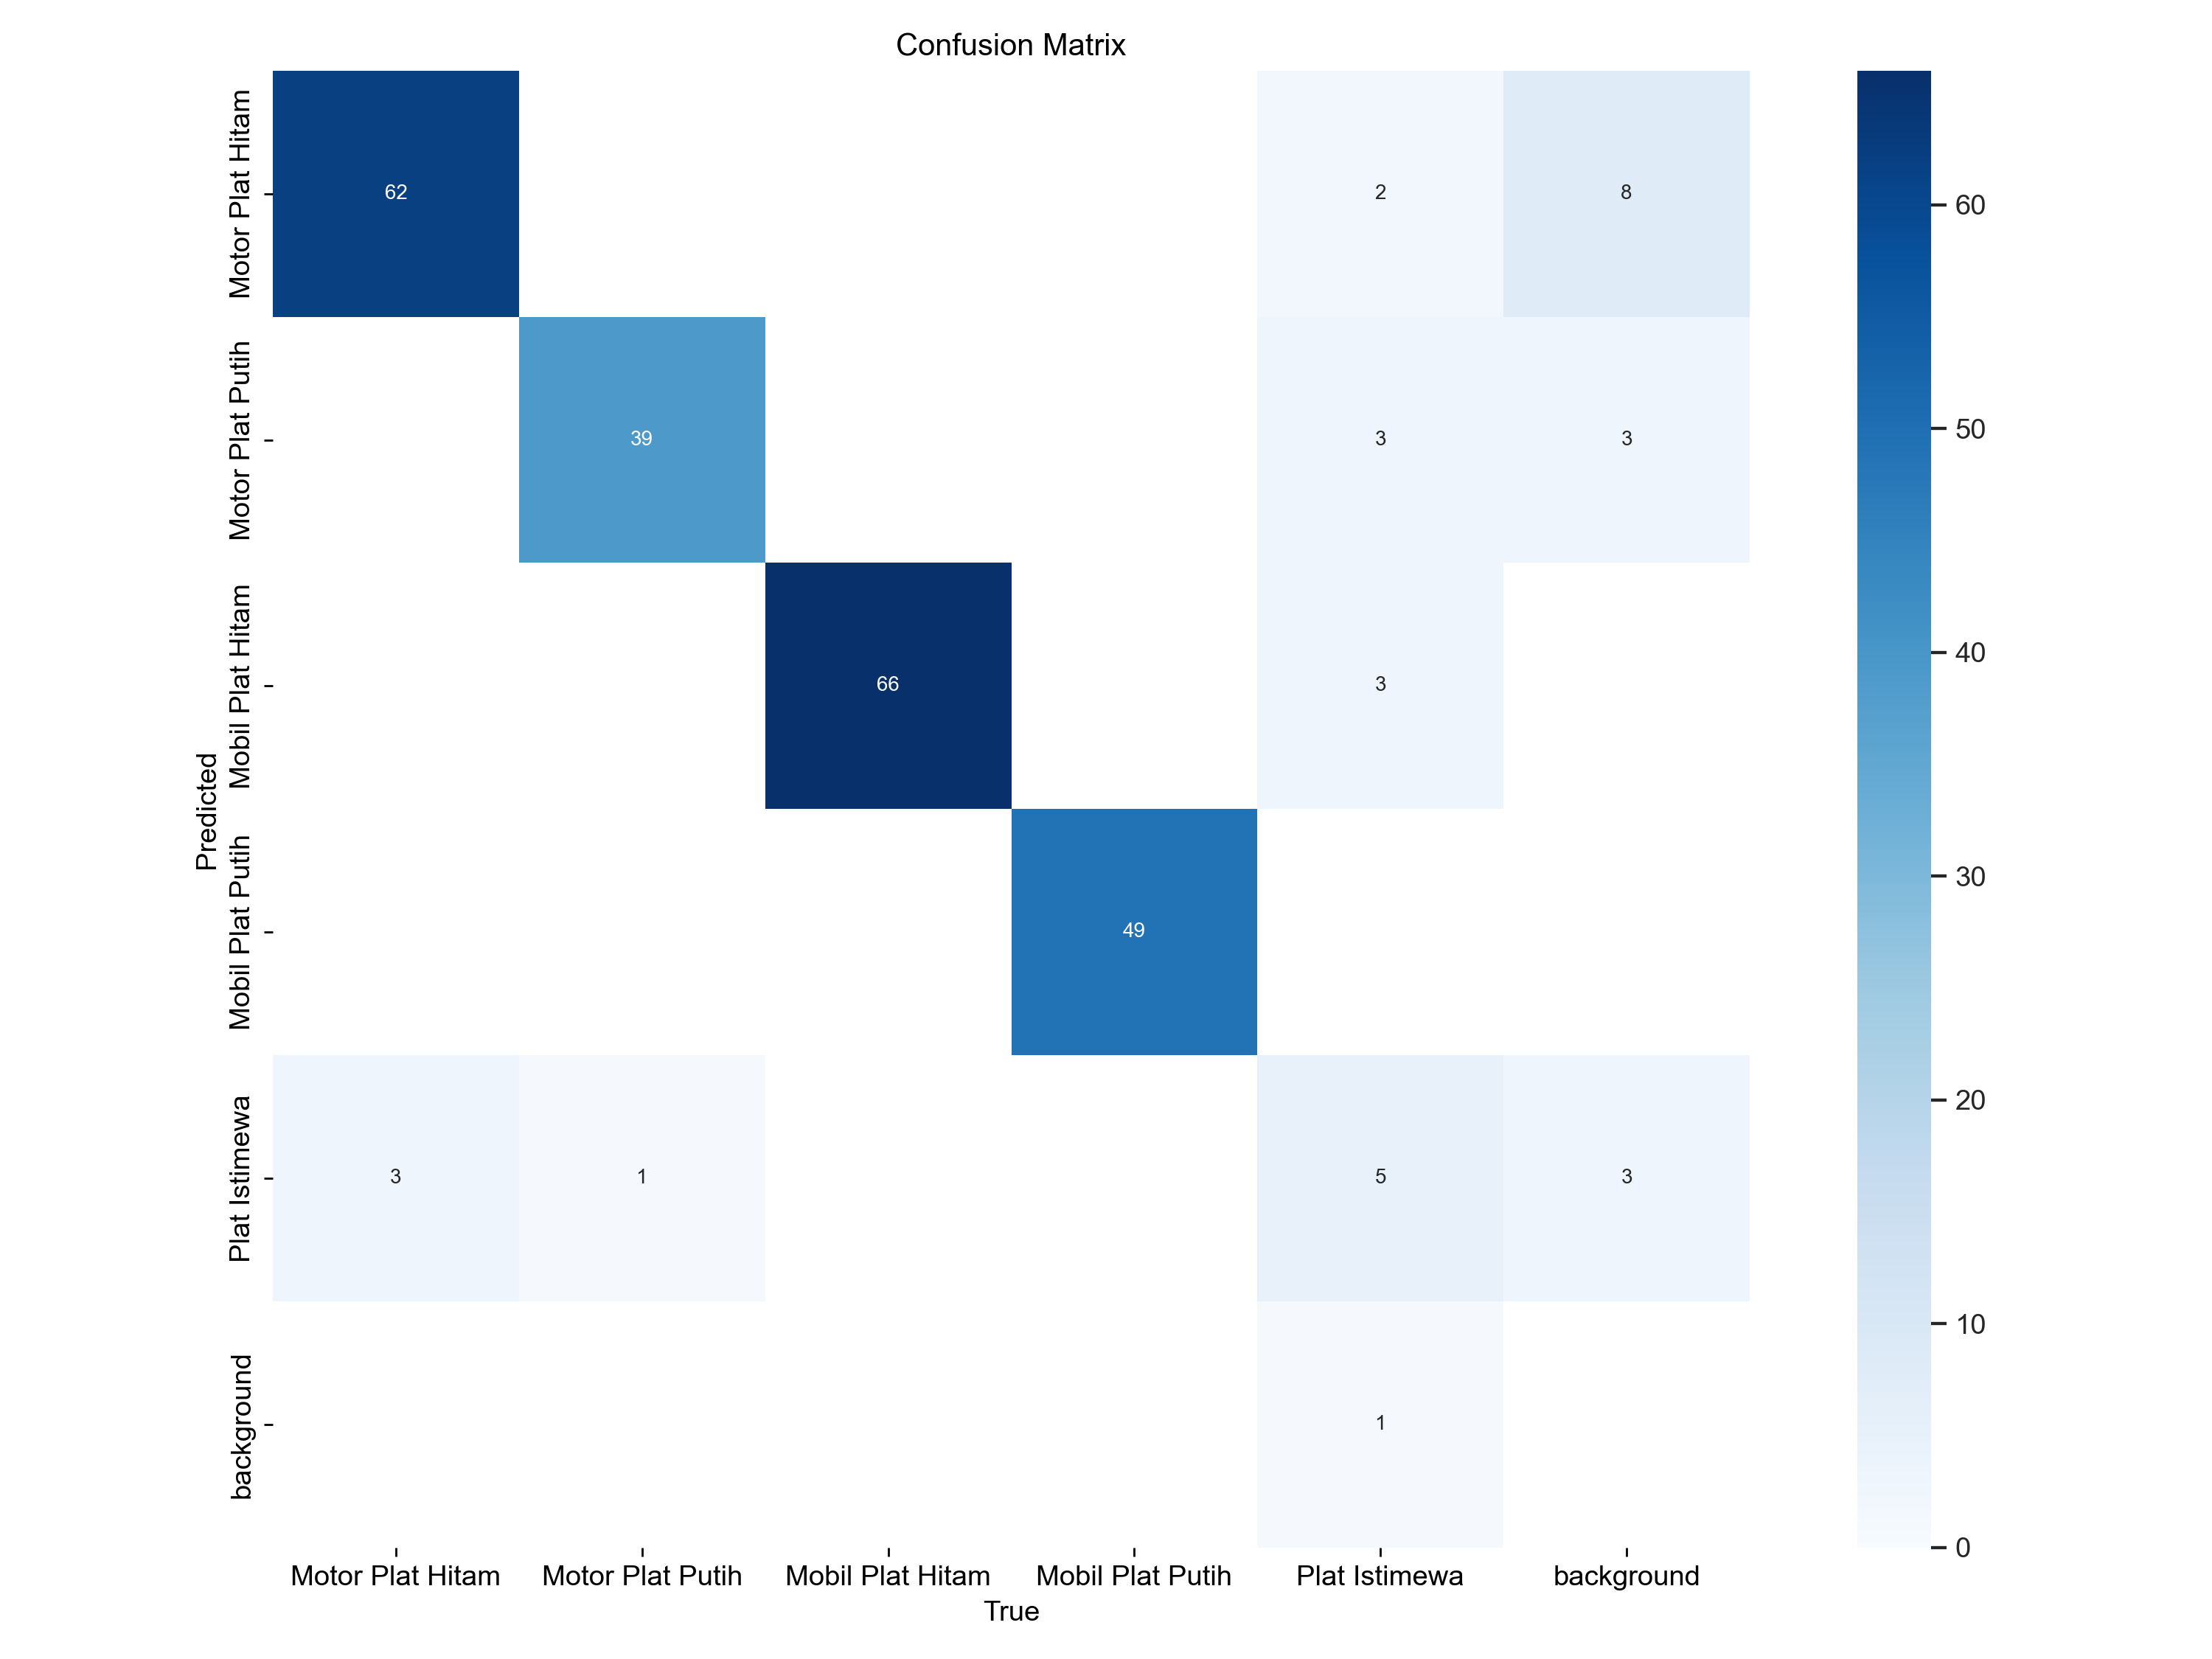 Confusion Matrix
Predicted
Motor Plat Hitam
62
2
8
60
Motor Plat Putih
39
3
3
50
40
Mobil Plat Hitam
66
3
30
Mobil Plat Putih
49
20
Plat Istimewa
3
1
5
3
10
background
1
0
Motor Plat Hitam
Motor Plat Putih
Mobil Plat Hitam
Mobil Plat Putih
Plat Istimewa
background
True